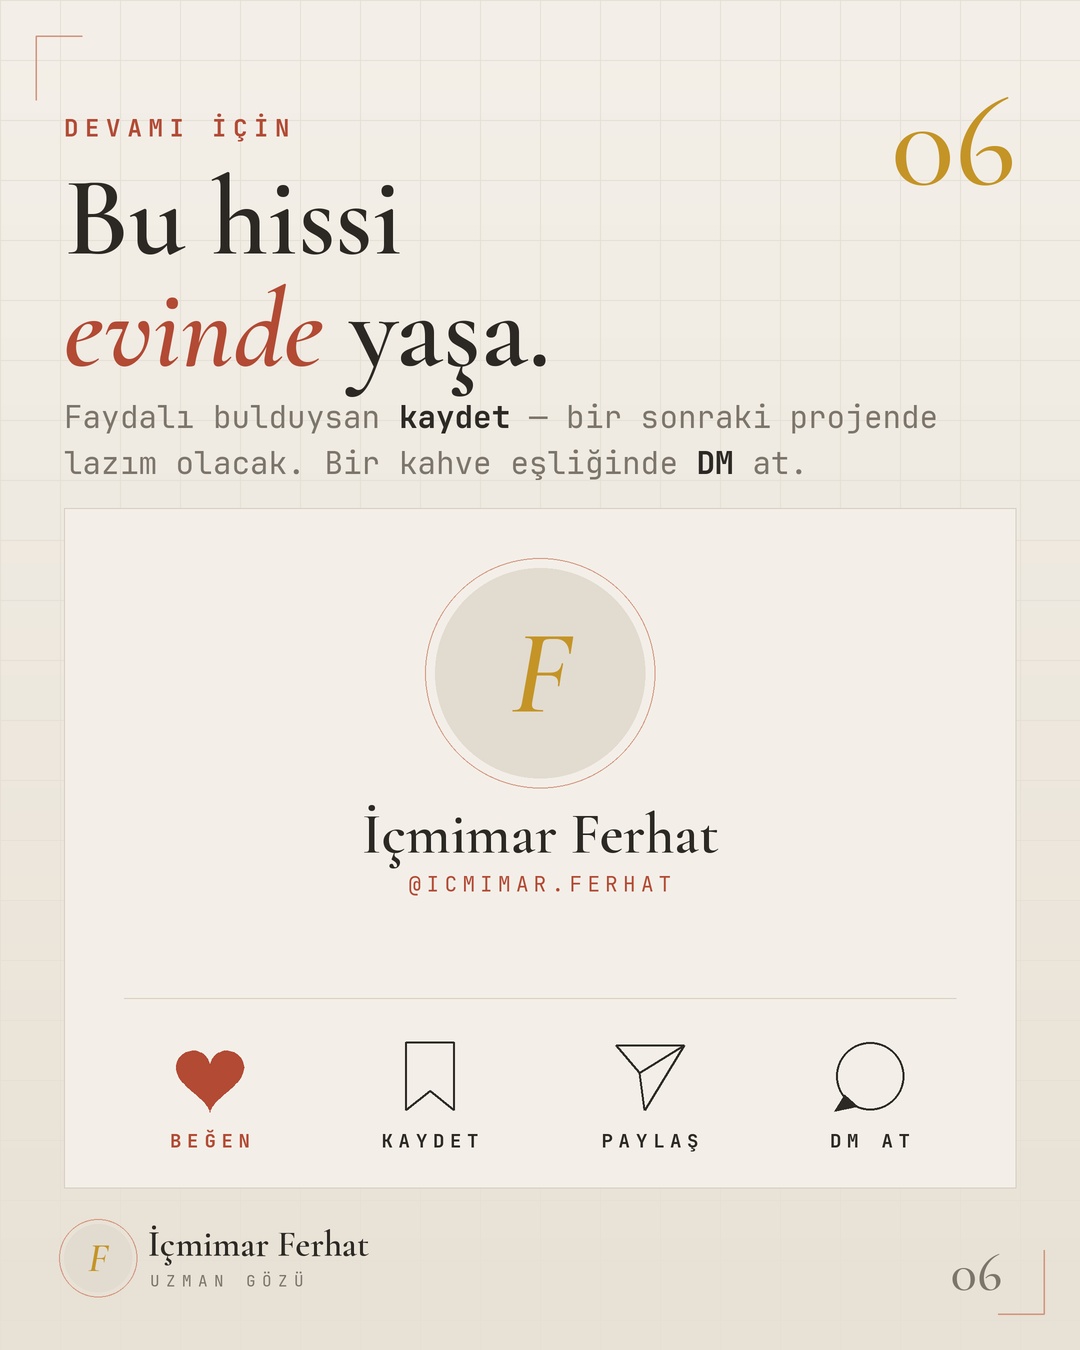 DEVAMI İÇİN
06
Bu hissi
evinde yaşa.
Faydalı bulduysan kaydet — bir sonraki projende
lazım olacak. Bir kahve eşliğinde DM at.
F
İçmimar Ferhat
@ICMIMAR.FERHAT
BEĞEN
KAYDET
PAYLAŞ
DM AT
F
İçmimar Ferhat
UZMAN GÖZÜ
06